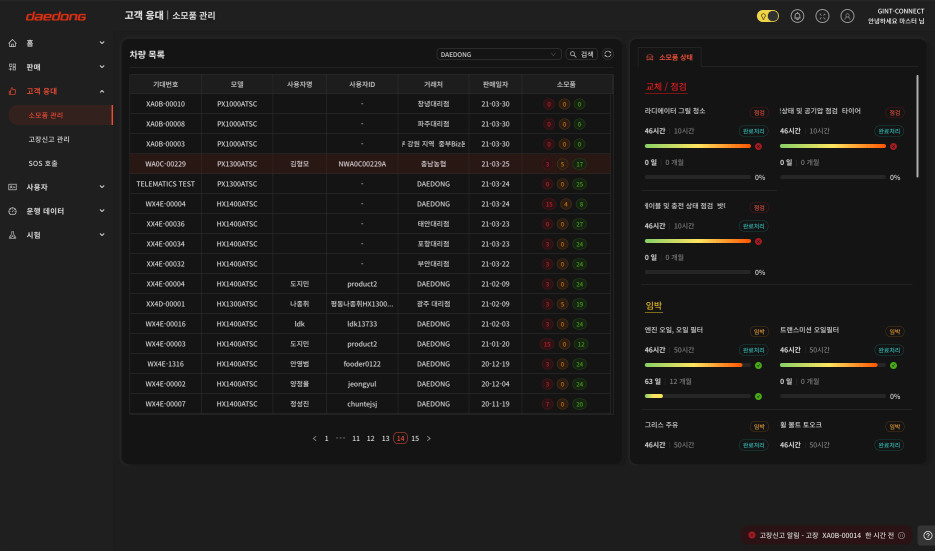 daedong
고객 응대 | 소모품 관리
GINT-CONNECT
안녕하세요 마스터 님
홈
판매
고객 응대
소모품 관리
고장신고 관리
SOS 호출
사용자
운행 데이터
시험
차량 목록
DAEDONG
검색
기대번호 모델 사용자명 사용자ID 거래처 판매일자 소모품
XA0B-00010 PX1000ATSC - 창녕대리점 21-03-30 0 0 0
XA0B-00008 PX1000ATSC - 파주대리점 21-03-30 0 0 0
XA0B-00003 PX1000ATSC - 강원 지역 중부Biz 21-03-30 0 0 0
WA0C-00229 PX1300ATSC 김형모 NWA0C00229A 충남농협 21-03-25 3 5 17
TELEMATICS TEST PX1300ATSC - DAEDONG 21-03-24 0 0 25
WX4E-00004 HX1400ATSC - DAEDONG 21-03-24 15 4 8
XX4E-00036 HX1400ATSC - 태안대리점 21-03-23 0 0 27
XX4E-00034 HX1400ATSC - 포항대리점 21-03-23 3 0 24
XX4E-00032 HX1400ATSC - 부안대리점 21-03-22 3 0 24
XX4E-00004 HX1400ATSC 도지민 product2 DAEDONG 21-02-09 3 0 24
XX4D-00001 HX1300ATSC 나종휘 평동나종휘HX1300... 광주 대리점 21-02-09 3 5 19
WX4E-00016 HX1400ATSC ldk ldk13733 DAEDONG 21-02-03 3 0 24
WX4E-00003 HX1400ATSC 도지민 product2 DAEDONG 21-01-20 15 0 12
WX4E-1316 HX1400ATSC 안영범 fooder0122 DAEDONG 20-12-19 3 0 24
WX4E-00002 HX1400ATSC 양정율 jeongyul DAEDONG 20-12-04 3 0 24
WX4E-00007 HX1400ATSC 정성진 chuntejsj DAEDONG 20-11-19 7 0 20
< 1 ··· 11 12 13 14 15 >
소모품 상태
교체 / 점검
라디에이터 그릴 청소 점검
46시간 | 10시간 완료처리
0 일 | 0 개월
0%
상태 및 공기압 점검 타이어 점검
46시간 | 10시간 완료처리
0 일 | 0 개월
0%
케이블 및 충전 상태 점검 점검
46시간 | 10시간 완료처리
0 일 | 0 개월
0%
임박
엔진 오일, 오일 필터 임박
46시간 | 50시간 완료처리
63 일 | 12 개월
트랜스미션 오일필터 임박
46시간 | 50시간 완료처리
0 일 | 0 개월
0%
그리스 주유 임박
46시간 | 50시간 완료처리
휠 볼트 토오크 임박
46시간 | 50시간 완료처리
고장신고 알림 - 고장 XA0B-00014 한 시간 전